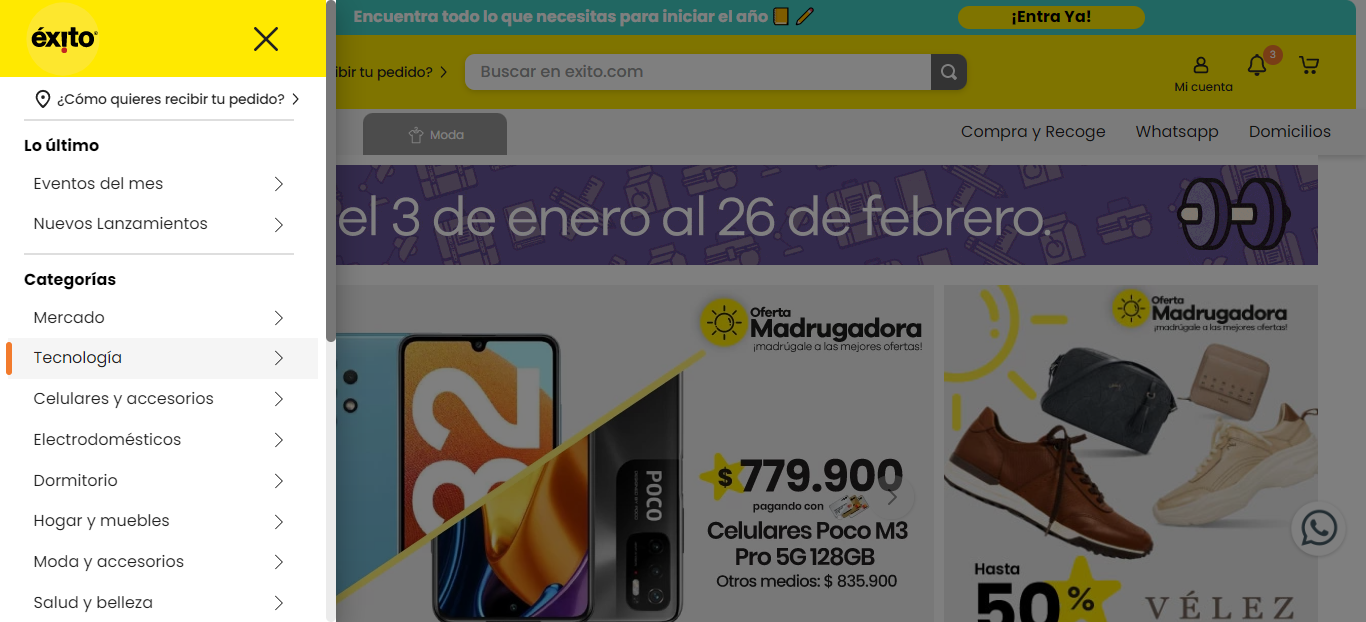 éxito
¿Cómo quieres recibir tu pedido?
Lo último
Eventos del mes
Nuevos Lanzamientos
Categorías
Mercado
Tecnología
Celulares y accesorios
Electrodomésticos
Dormitorio
Hogar y muebles
Moda y accesorios
Salud y belleza
Encuentra todo lo que necesitas para iniciar el año
¡Entra Ya!
ibir tu pedido?
Buscar en exito.com
Mi cuenta
3
Moda
Compra y Recoge
Whatsapp
Domicilios
el 3 de enero al 26 de febrero.
Oferta
Madrugadora
¡madrúgale a las mejores ofertas!
POCO
$779.900
pagando con
Celulares Poco M3
Pro 5G 128GB
Otros medios: $ 835.900
Oferta
Madrugadora
¡madrúgale a las mejores ofertas!
Hasta
50%
VÉLEZ